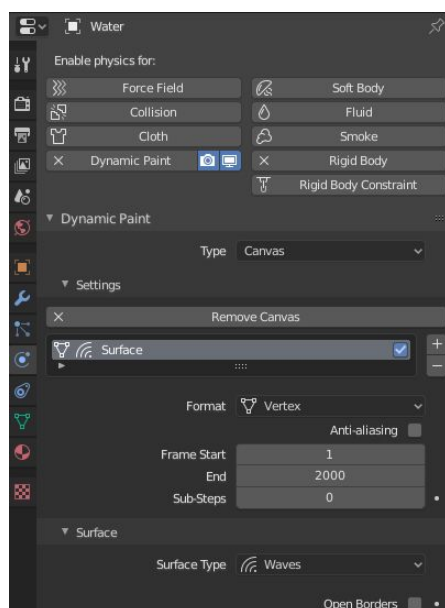 Water
Enable physics for:
Force Field Soft Body
Collision Fluid
Cloth Smoke
Dynamic Paint Rigid Body
Rigid Body Constraint
Dynamic Paint
Type Canvas
Settings
Remove Canvas
Surface
Format Vertex
Anti-aliasing
Frame Start 1
End 2000
Sub-Steps 0
Surface
Surface Type Waves
Open Borders